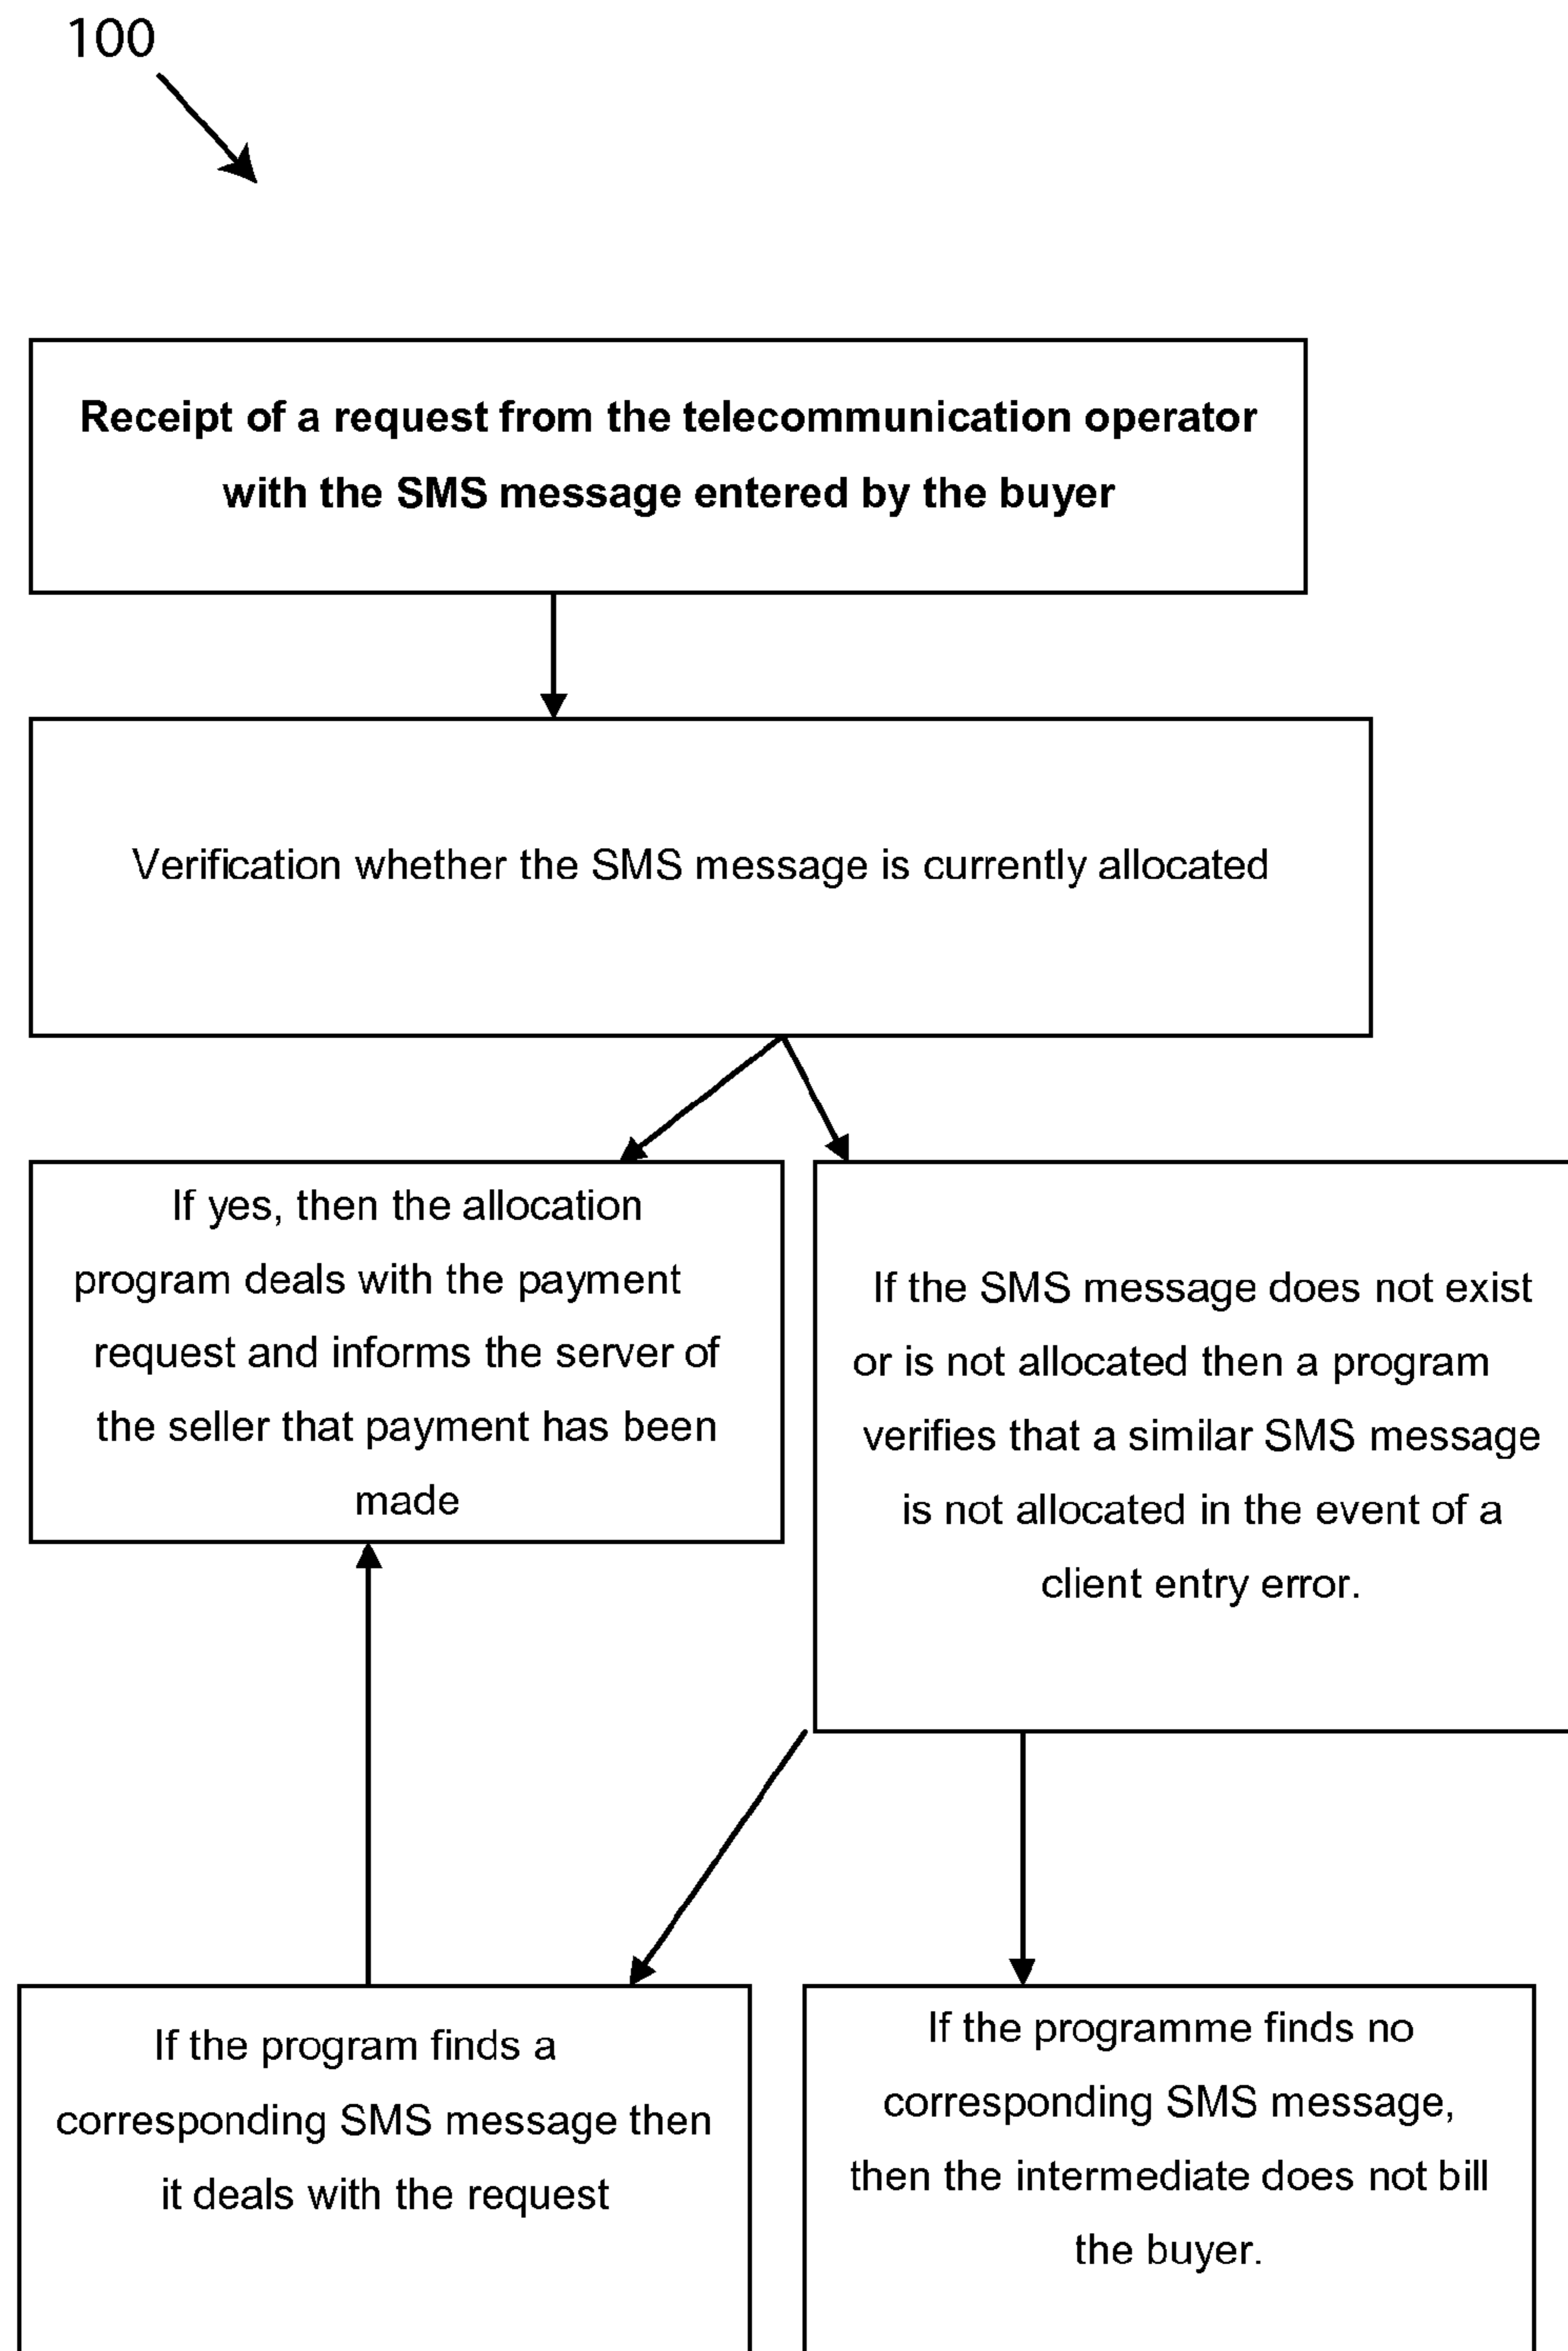 100
Receipt of a request from the telecommunication operator
with the SMS message entered by the buyer
Verification whether the SMS message is currently allocated
If yes, then the allocation
program deals with the payment
request and informs the server of
the seller that payment has been
made
If the SMS message does not exist
or is not allocated then a program
verifies that a similar SMS message
is not allocated in the event of a
client entry error.
If the program finds a
corresponding SMS message then
it deals with the request
If the programme finds no
corresponding SMS message,
then the intermediate does not bill
the buyer.